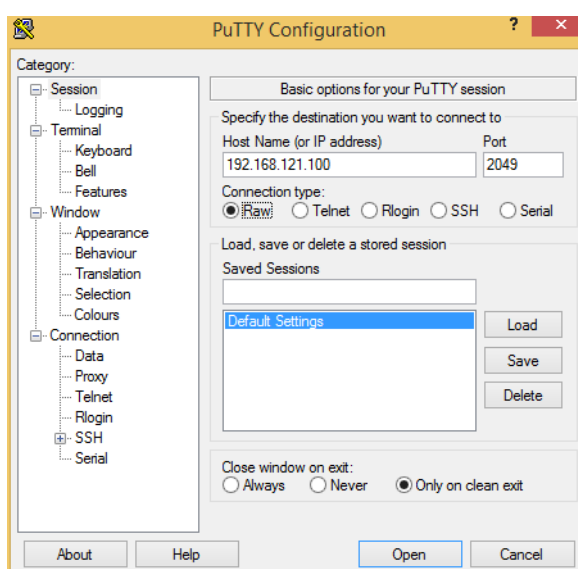 PuTTY Configuration
?
Category:
Session
Logging
Terminal
Keyboard
Bell
Features
Window
Appearance
Behaviour
Translation
Selection
Colours
Connection
Data
Proxy
Telnet
Rlogin
SSH
Serial
Basic options for your PuTTY session
Specify the destination you want to connect to
Host Name (or IP address) Port
192.168.121.100 2049
Connection type:
Raw Telnet Rlogin SSH Serial
Load, save or delete a stored session
Saved Sessions
Default Settings
Load
Save
Delete
Close window on exit:
Always Never Only on clean exit
About Help Open Cancel